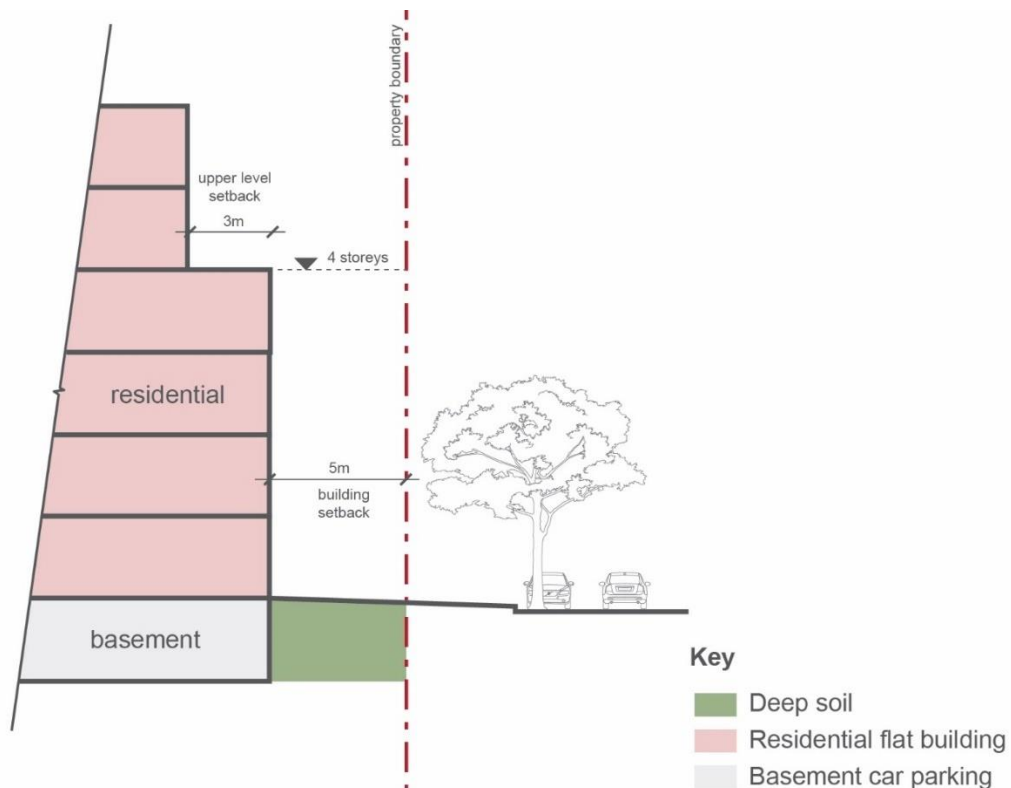 property boundary
upper level
setback
3m
4 storeys
residential
5m
building
setback
basement
Key
Deep soil
Residential flat building
Basement car parking